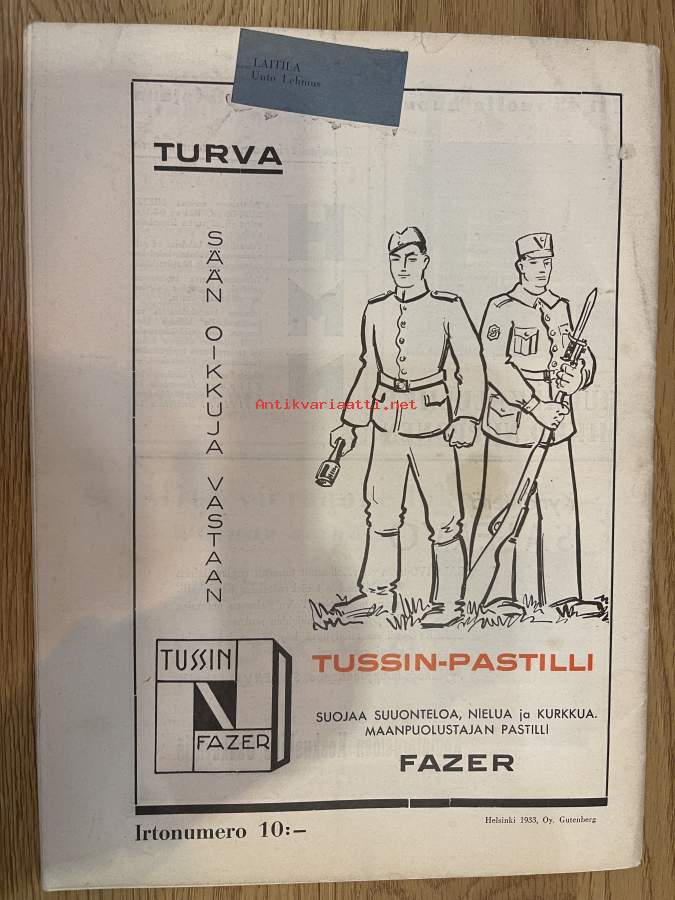 LAITILA
Unto Lehmus
TURVA
SÄÄN OIKKUJA VASTAAN
Antikvariaatti.net
TUSSIN
FAZER
TUSSIN-PASTILLI
SUOJAA SUUONTELOA, NIELUA ja KURKKUA.
MAANPUOLUSTAJAN PASTILLI
FAZER
Irtonumero 10:–
Helsinki 1933, Oy. Gutenberg